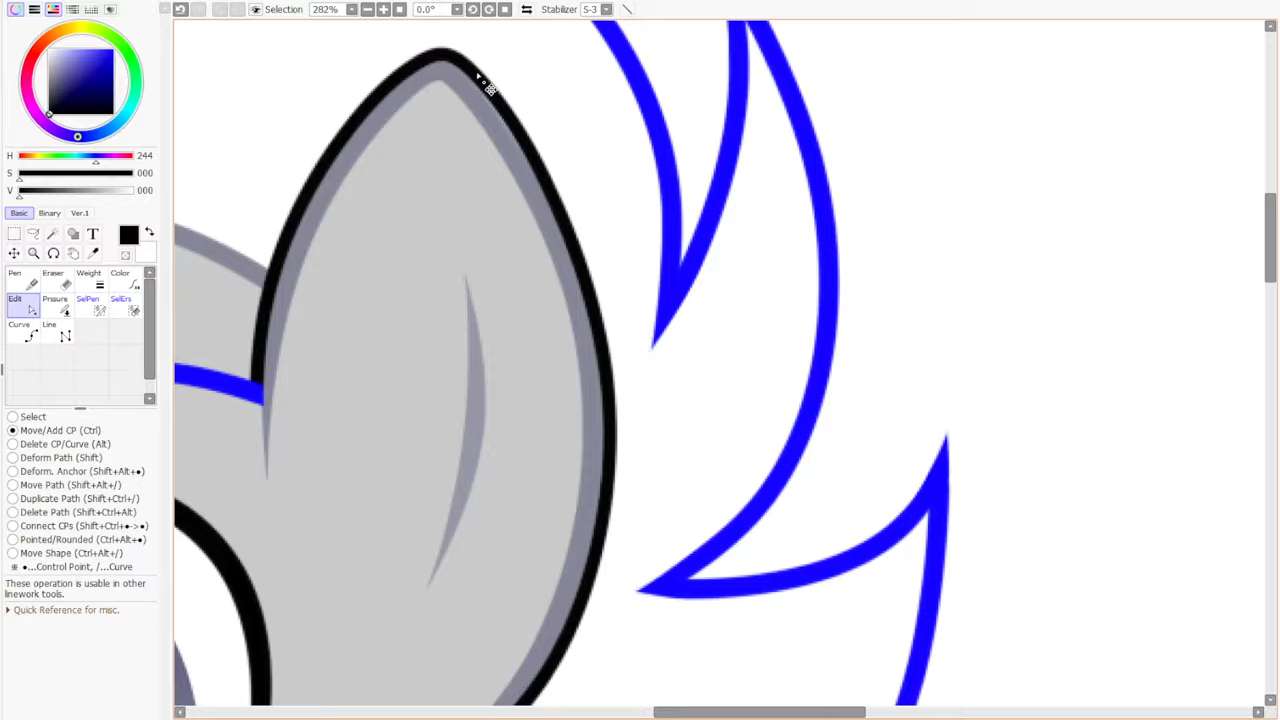 Selection 282% 0.0° Stabilizer S-3
H 244
S 000
V 000
Basic Binary Ver.1
T
Pen Eraser Weight Color
Edit Prssure SelPen SelErs
Curve Line
Select
Move/Add CP (Ctrl)
Delete CP/Curve (Alt)
Deform Path (Shift)
Deform. Anchor (Shift+Alt+●)
Move Path (Shift+Alt+/)
Duplicate Path (Shift+Ctrl+/)
Delete Path (Shift+Ctrl+Alt)
Connect CPs (Shift+Ctrl+●->●)
Pointed/Rounded (Ctrl+Alt+●)
Move Shape (Ctrl+Alt+/)
※ ●...Control Point, /...Curve
These operation is usable in other
linework tools.
Quick Reference for misc.